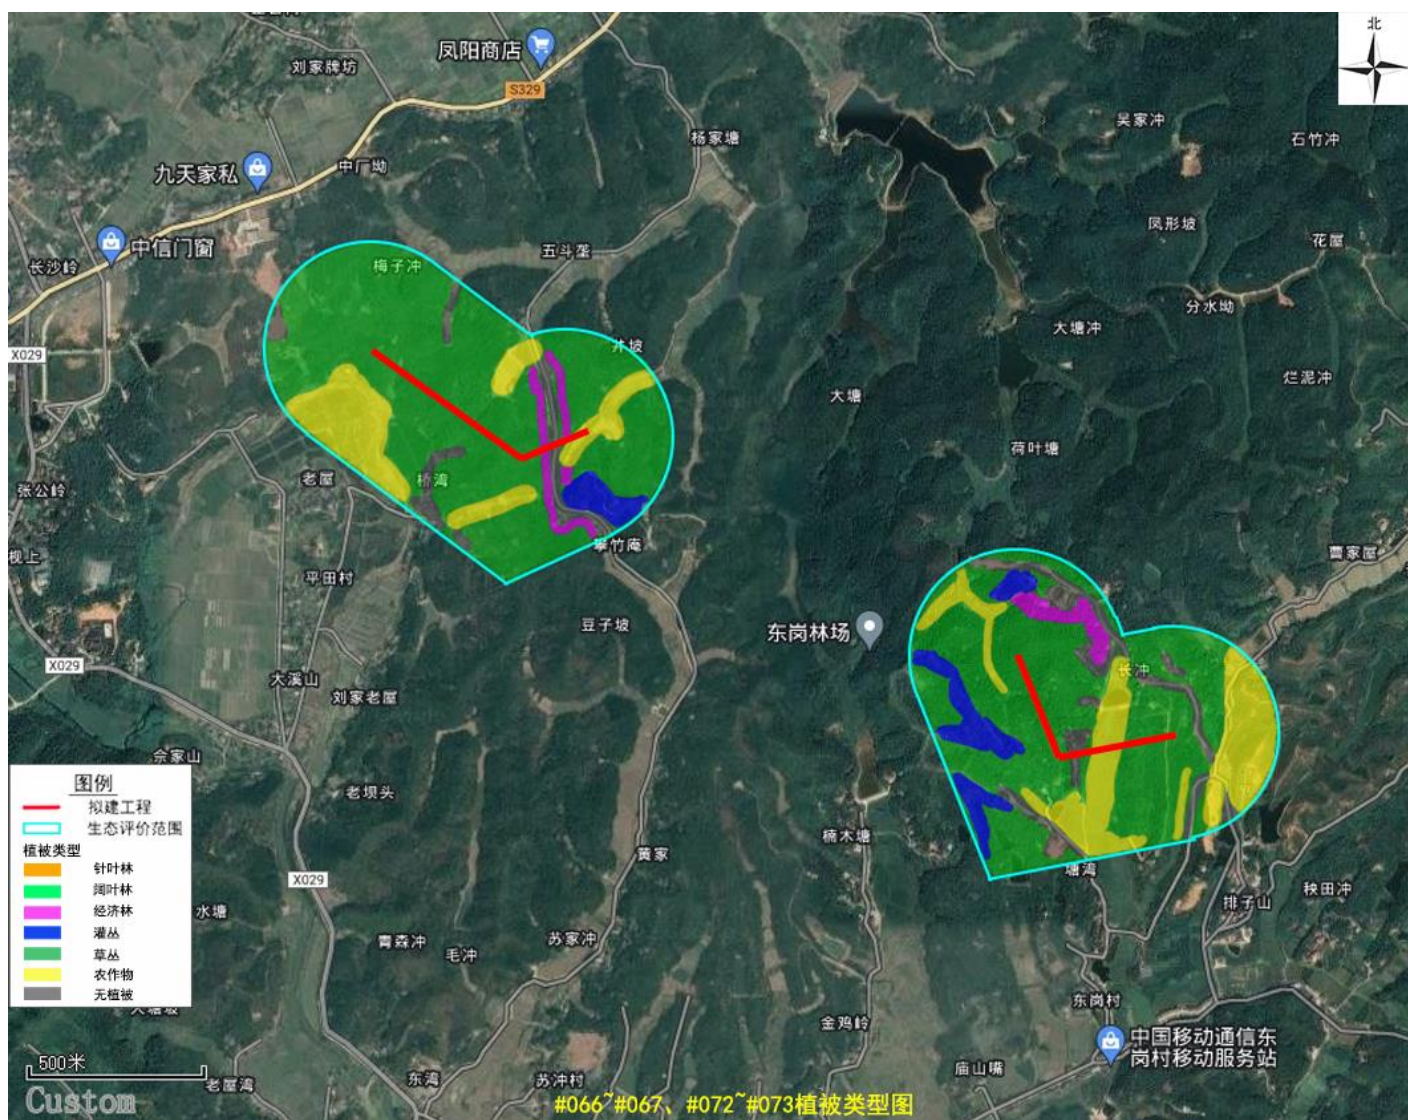 北
凤阳商店
刘家牌坊
S329
吴家冲
杨家塘
石竹冲
九天家私
中厂坳
凤形坡
花屋
中信门窗
五斗垄
长沙岭
梅子冲
分水坳
大塘冲
井坡
X029
烂泥冲
大塘
荷叶塘
老屋
桥湾
张公岭
枧上
曹家屋
平田村
豆子坡
东岗林场
X029
大溪山
长冲
刘家老屋
佘家山
图例
拟建工程
生态评价范围
植被类型
针叶林
阔叶林
经济林
灌丛
草丛
农作物
无植被
老坝头
楠木塘
黄家
塘湾
X029
秧田冲
排子山
水塘
青森冲
苏家冲
毛冲
东岗村
金鸡岭
中国移动通信东
岗村移动服务站
500米
庙山嘴
老屋湾
东湾
苏冲村
Custom
#066~#067、#072~#073植被类型图